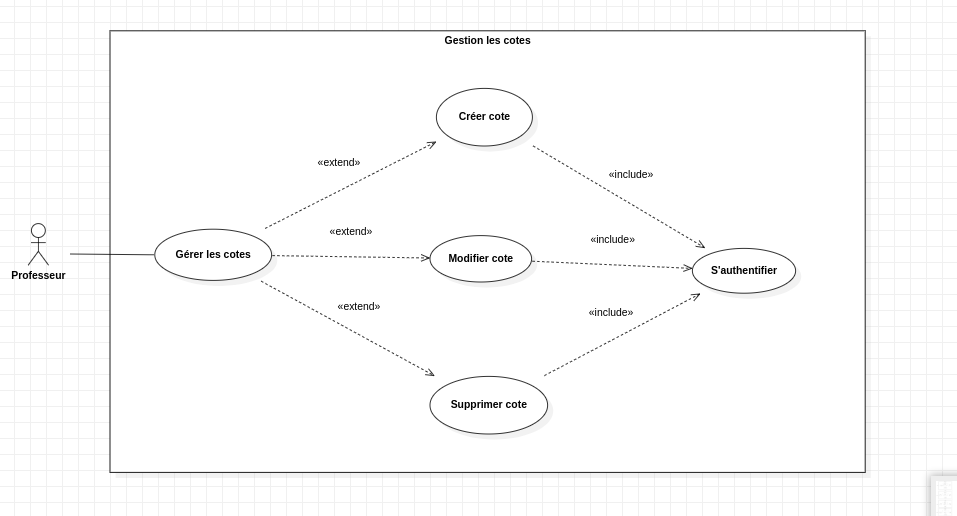 Gestion les cotes
Créer cote
«extend»
«include»
«extend»
«include»
Gérer les cotes
Modifier cote
S'authentifier
Professeur
«extend»
«include»
Supprimer cote